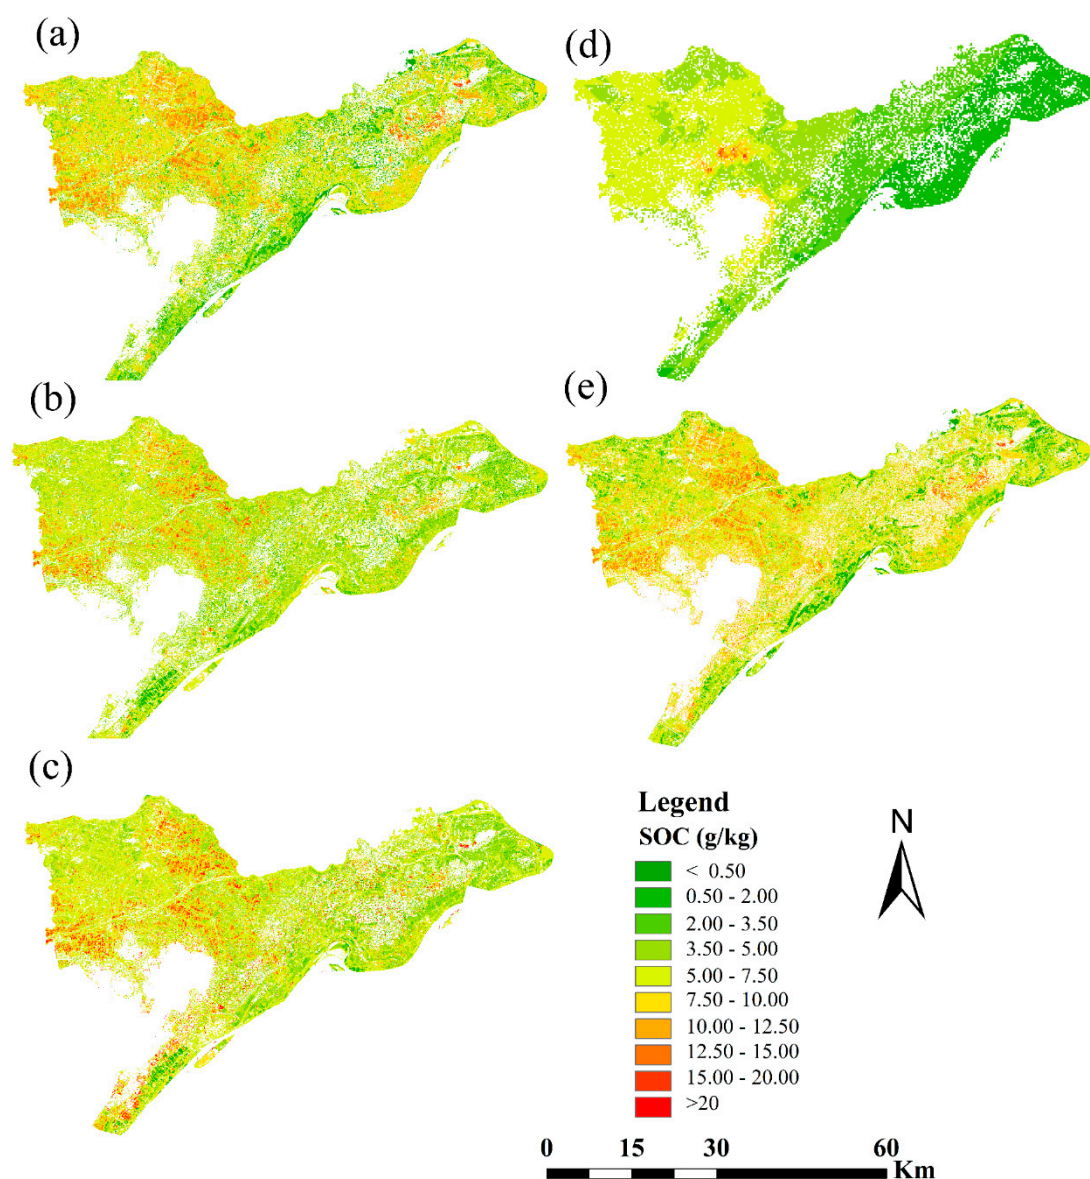 (a)
(d)
(b)
(e)
(c)
Legend
SOC (g/kg)
< 0.50
0.50 - 2.00
2.00 - 3.50
3.50 - 5.00
5.00 - 7.50
7.50 - 10.00
10.00 - 12.50
12.50 - 15.00
15.00 - 20.00
>20
N
0 15 30 60
Km